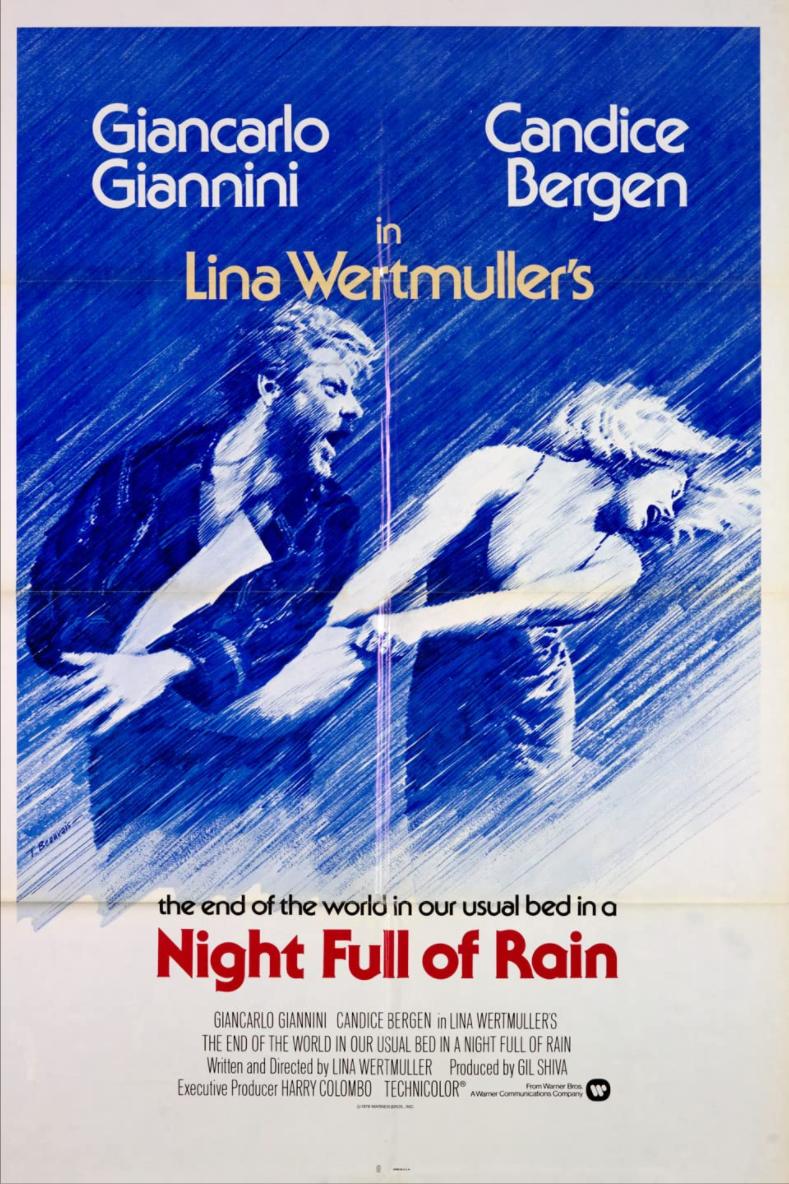 Giancarlo
Giannini
Candice
Bergen
in
Lina Wertmuller's
the end of the world in our usual bed in a
Night Full of Rain
GIANCARLO GIANNINI CANDICE BERGEN in LINA WERTMULLER'S
THE END OF THE WORLD IN OUR USUAL BED IN A NIGHT FULL OF RAIN
Written and Directed by LINA WERTMULLER Produced by GIL SHIVA
Executive Producer HARRY COLOMBO TECHNICOLOR®
From Warner Bros.
A Warner Communications Company